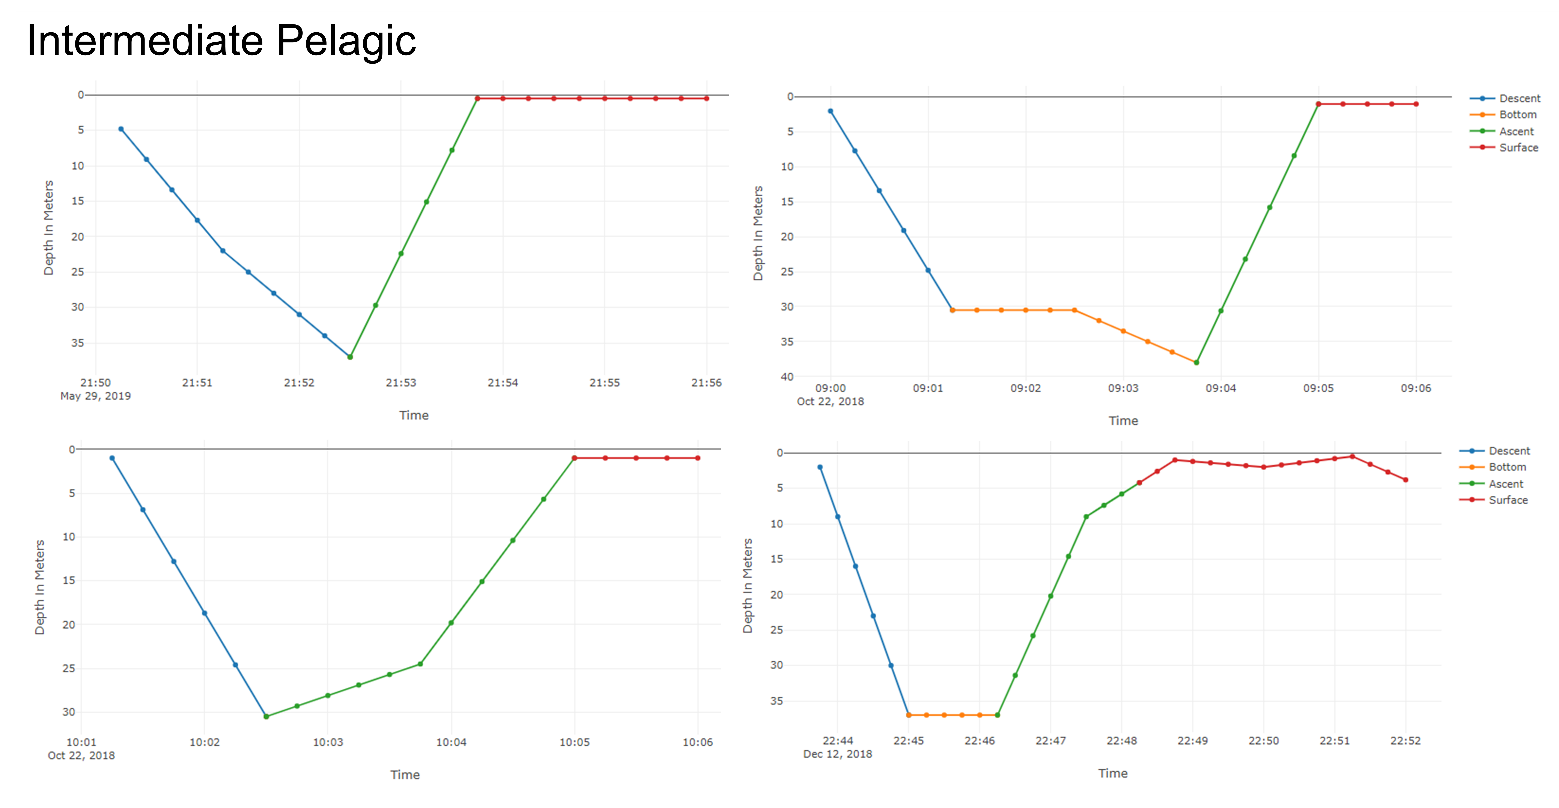 Intermediate Pelagic
0
5
10
15
20
25
30
35
Depth In Meters
21:50 21:51 21:52 21:53 21:54 21:55 21:56
May 29, 2019
Time
0
5
10
15
20
25
30
35
40
Depth In Meters
09:00 09:01 09:02 09:03 09:04 09:05 09:06
Oct 22, 2018
Time
Descent
Bottom
Ascent
Surface
0
5
10
15
20
25
30
Depth In Meters
10:01 10:02 10:03 10:04 10:05 10:06
Oct 22, 2018
Time
0
5
10
15
20
25
30
35
Depth In Meters
22:44 22:45 22:46 22:47 22:48 22:49 22:50 22:51 22:52
Dec 12, 2018
Time
Descent
Bottom
Ascent
Surface